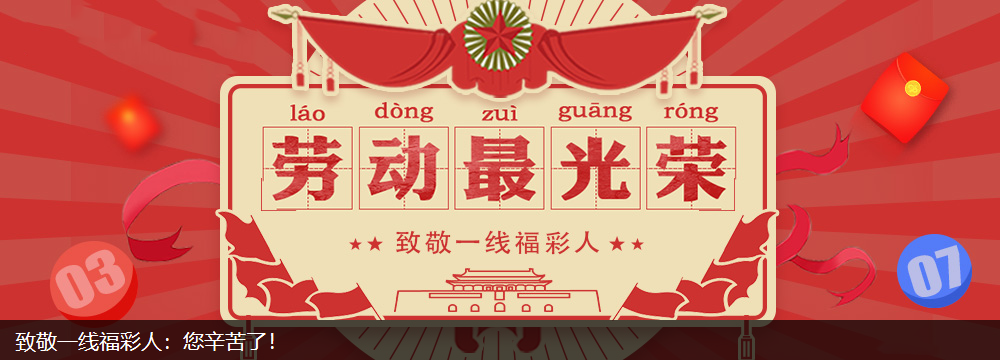 láo dòng zuì guāng róng
劳动最光荣
★★ 致敬一线福彩人 ★★
03
07
致敬一线福彩人：您辛苦了！